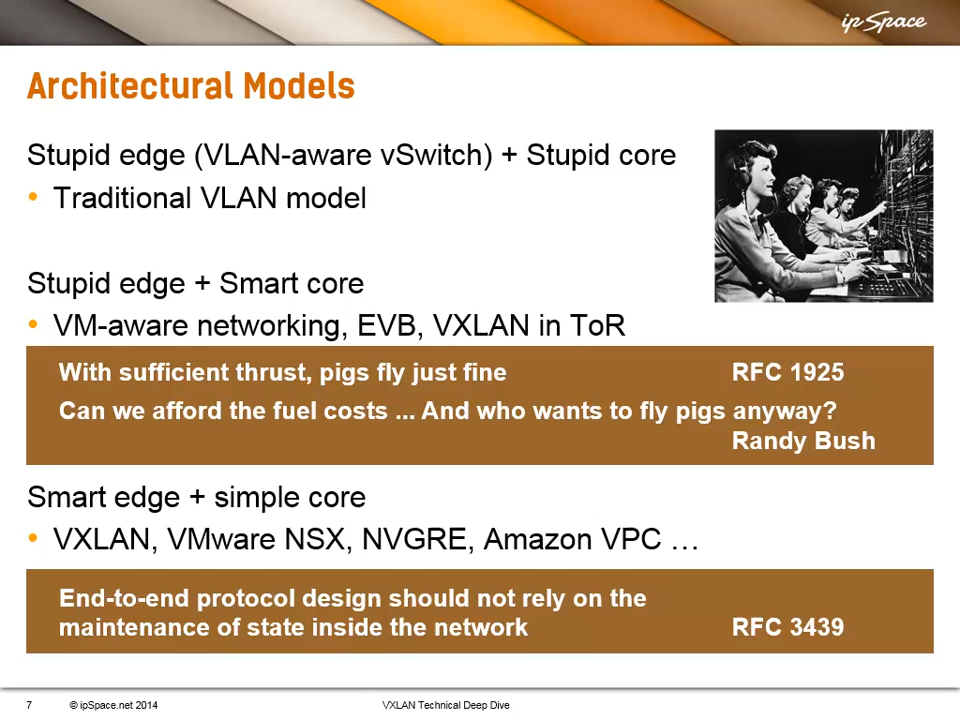 ipSpace
Architectural Models
Stupid edge (VLAN-aware vSwitch) + Stupid core
• Traditional VLAN model
Stupid edge + Smart core
• VM-aware networking, EVB, VXLAN in ToR
With sufficient thrust, pigs fly just fine RFC 1925
Can we afford the fuel costs ... And who wants to fly pigs anyway?
Randy Bush
Smart edge + simple core
• VXLAN, VMware NSX, NVGRE, Amazon VPC …
End-to-end protocol design should not rely on the
maintenance of state inside the network RFC 3439
7 © ipSpace.net 2014 VXLAN Technical Deep Dive